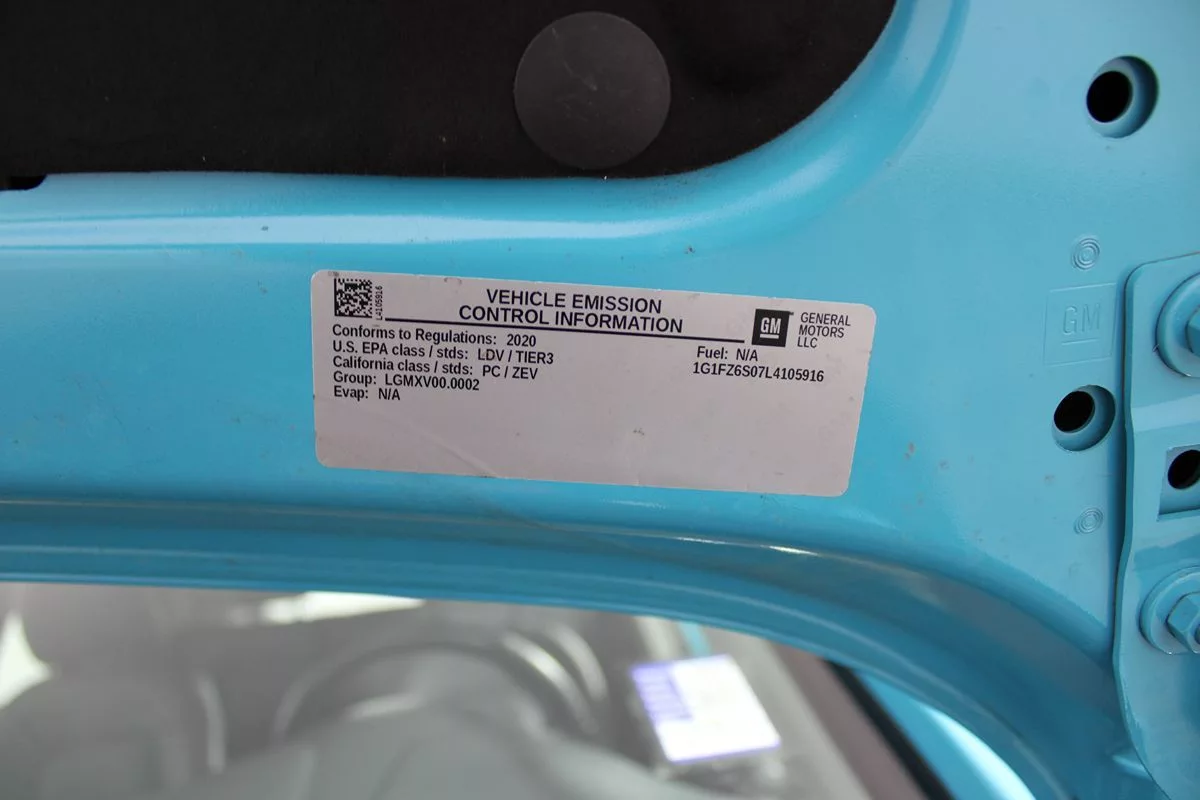 L4105916
VEHICLE EMISSION
CONTROL INFORMATION
GM
GENERAL
MOTORS
LLC
Conforms to Regulations: 2020
U.S. EPA class / stds: LDV / TIER3
California class / stds: PC / ZEV
Group: LGMXV00.0002
Evap: N/A
Fuel: N/A
1G1FZ6S07L4105916
GM